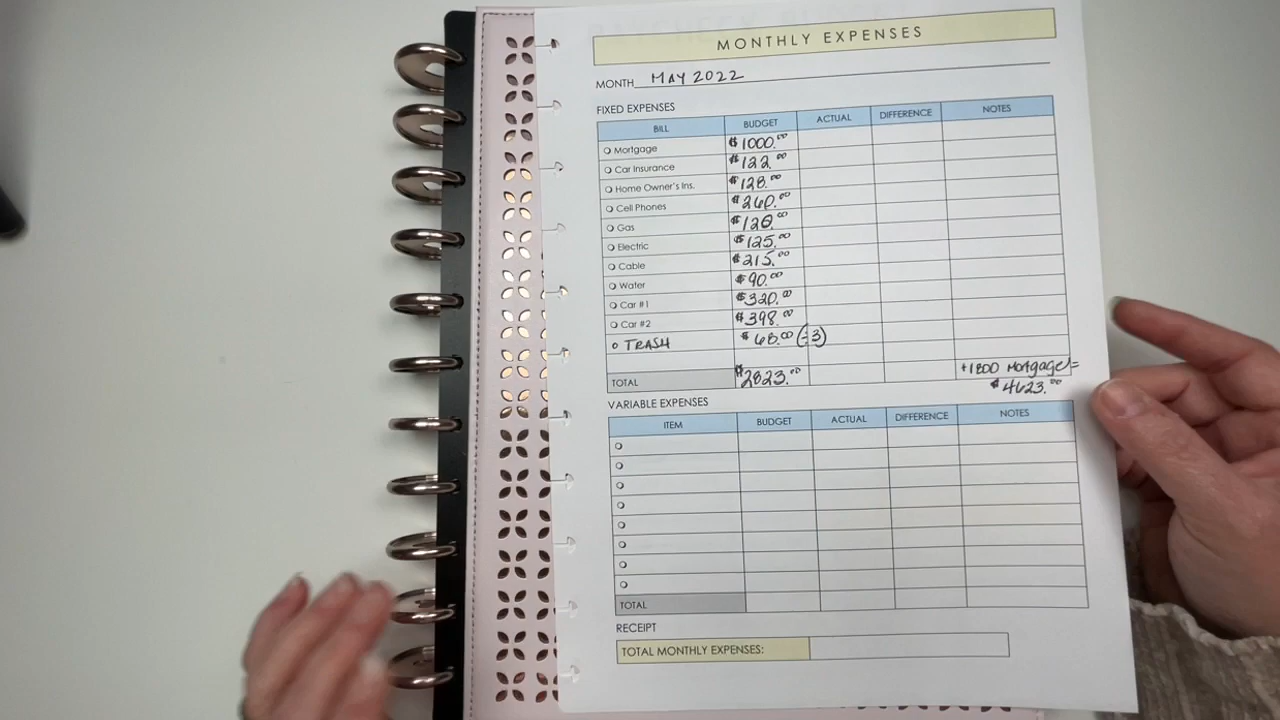 MONTHLY EXPENSES
MONTH MAY 2022
FIXED EXPENSES
BILL BUDGET ACTUAL DIFFERENCE NOTES
Mortgage $1000.00
Car Insurance $122.00
Home Owner's Ins. $128.00
Cell Phones $260.00
Gas $126.00
Electric $125.00
Cable $215.00
Water $90.00
Car #1 $320.00
Car #2 $398.00
TRASH $68.00 (÷3)
+1800 Mortgage =
TOTAL $2823.00 $4623.00
VARIABLE EXPENSES
ITEM BUDGET ACTUAL DIFFERENCE NOTES
TOTAL
RECEIPT
TOTAL MONTHLY EXPENSES: